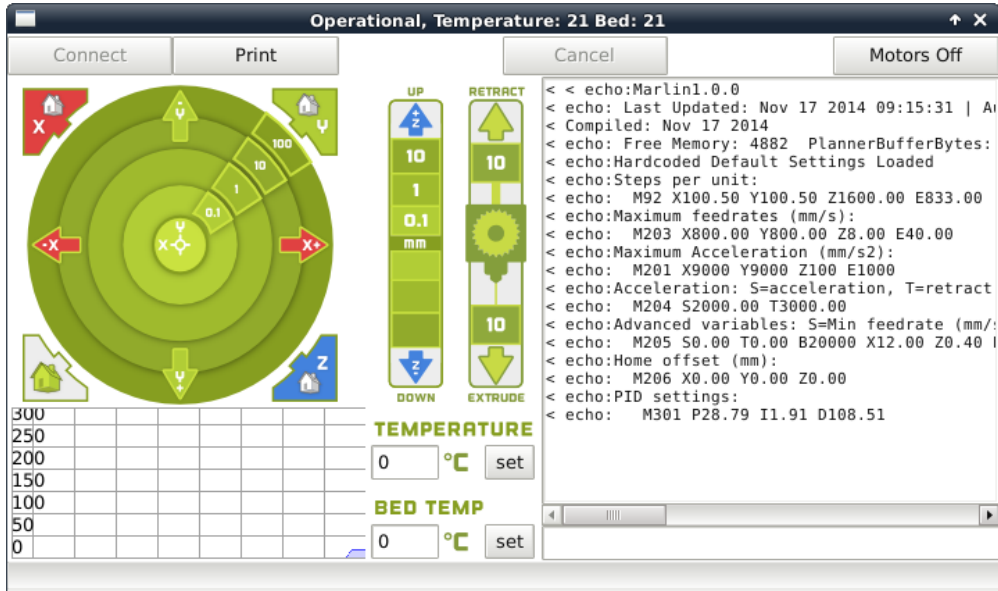 Operational, Temperature: 21 Bed: 21
Connect
Print
Cancel
Motors Off
X
Y
-Y
100
10
1
0.1
Y
X
-X
X+
Y+
Z
UP
+Z
10
1
0.1
mm
Z-
DOWN
RETRACT
10
10
EXTRUDE
300
250
200
150
100
50
0
TEMPERATURE
0 °C set
BED TEMP
0 °C set
< < echo:Marlin1.0.0
< echo: Last Updated: Nov 17 2014 09:15:31 |
< Compiled: Nov 17 2014
< echo: Free Memory: 4882  PlannerBufferBytes:
< echo:Hardcoded Default Settings Loaded
< echo:Steps per unit:
< echo:  M92 X100.50 Y100.50 Z1600.00 E833.00
< echo:Maximum feedrates (mm/s):
< echo:  M203 X800.00 Y800.00 Z8.00 E40.00
< echo:Maximum Acceleration (mm/s2):
< echo:  M201 X9000 Y9000 Z100 E1000
< echo:Acceleration: S=acceleration, T=retract
< echo:  M204 S2000.00 T3000.00
< echo:Advanced variables: S=Min feedrate (mm/
< echo:  M205 S0.00 T0.00 B20000 X12.00 Z0.40
< echo:Home offset (mm):
< echo:  M206 X0.00 Y0.00 Z0.00
< echo:PID settings:
< echo:   M301 P28.79 I1.91 D108.51